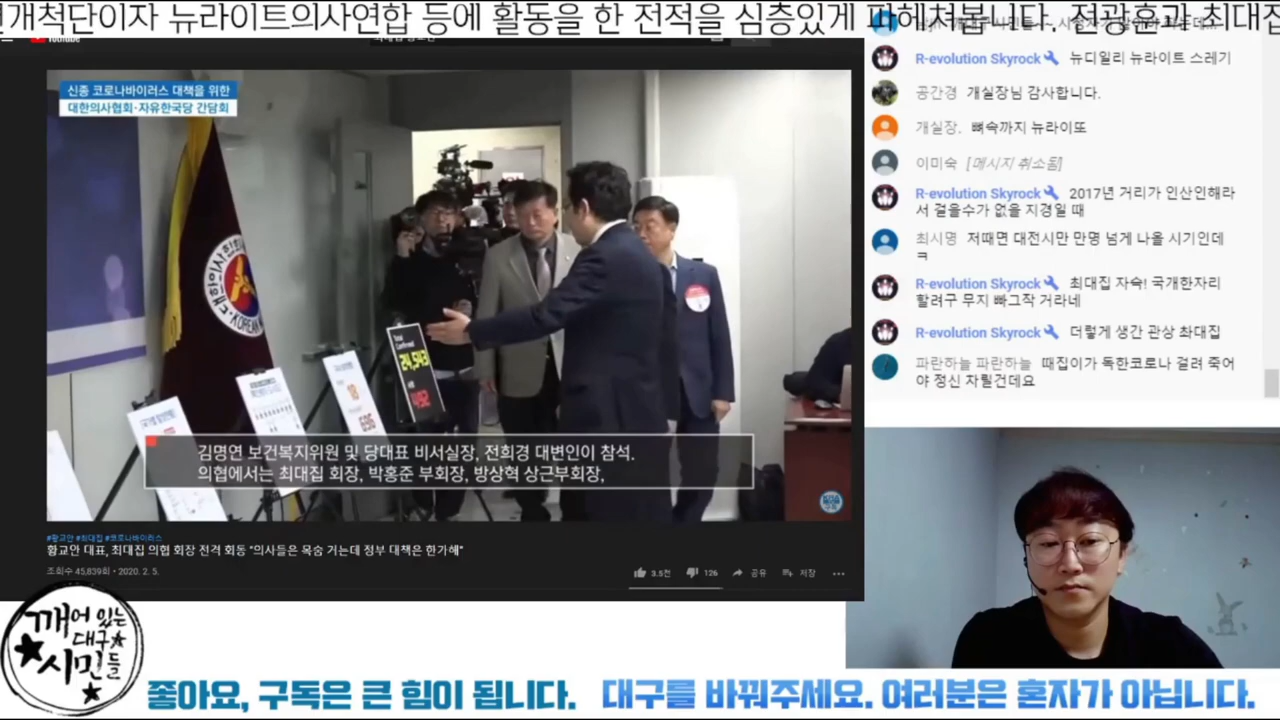 개척단이자 뉴라이트의사연합 등에 활동을 한 전적을 심층있게 파헤쳐봅니다. 전광훈과 최대집
YouTube
신종 코로나바이러스 대책을 위한
대한의사협회·자유한국당 간담회
24,543
492
김명연 보건복지위원 및 당대표 비서실장, 전희경 대변인이 참석.
의협에서는 최대집 회장, 박홍준 부회장, 방상혁 상근부회장,
#황교안 #최대집 #코로나바이러스
황교안 대표, 최대집 의협 회장 전격 회동 "의사들은 목숨 거는데 정부 대책은 한가해"
조회수 45,839회 • 2020. 2. 5.
3.5천 126 공유 저장
R-evolution Skyrock 뉴디일리 뉴라이트 스레기
공간경 개실장님 감사합니다.
개실장. 뼈속까지 뉴라이또
이미숙 [메시지 취소됨]
R-evolution Skyrock 2017년 거리가 인산인해라
서 걸을수가 없을 지경일 때
최시명 저때면 대전시만 만명 넘게 나올 시기인데
ㅋ
R-evolution Skyrock 최대집 자슥! 국개한자리
할려구 무지 빠그작 거라네
R-evolution Skyrock 더렇게 생간 관상 최대집
파란하늘 파란하늘 때집이가 독한코로나 걸려 죽어
야 정신 차릴건데요
깨어 있는
대구
시민들
좋아요, 구독은 큰 힘이 됩니다. 대구를 바꿔주세요. 여러분은 혼자가 아닙니다.